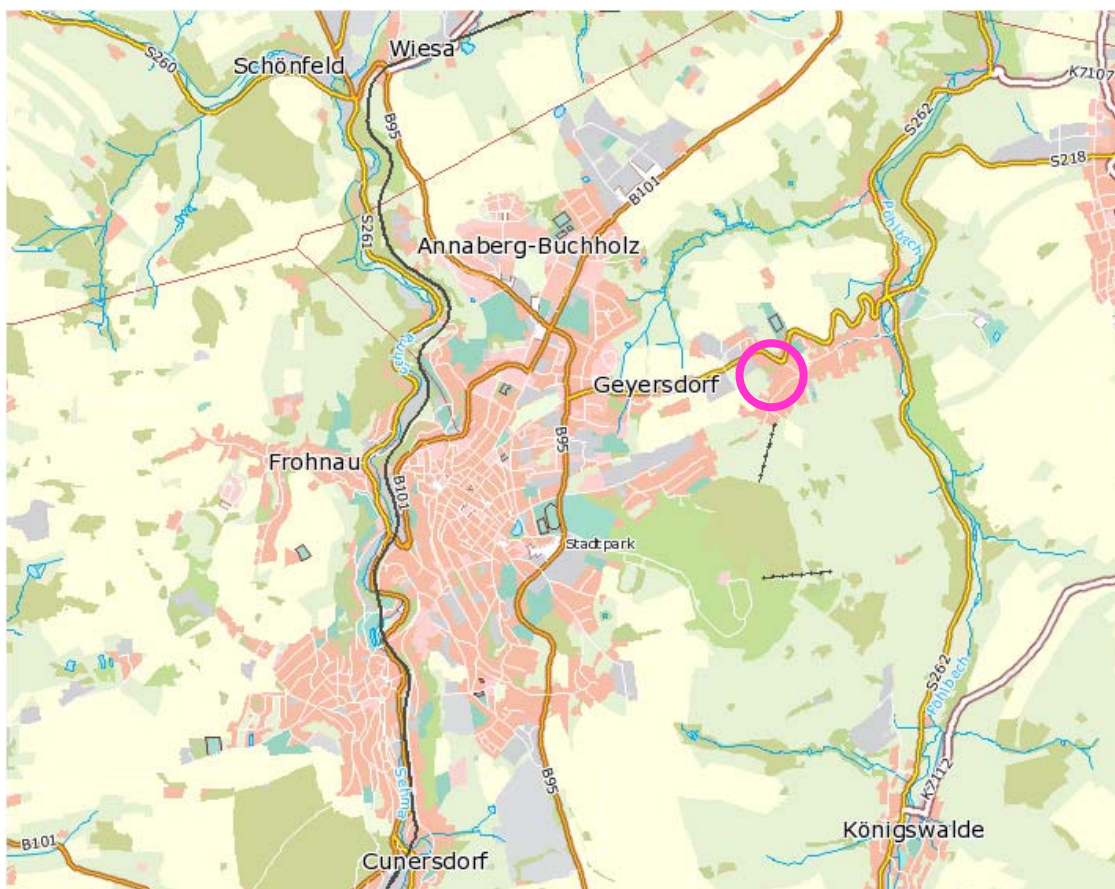 Wiesa
S260
Schönfeld
K7107
B95
S262
S218
B101
S261
Annaberg-Buchholz
Pöhlbach
Sehma
Geyersdorf
B95
Frohnau
B101
Stadtpark
S262
Pöhlbach
B95
K7112
Sehma
Königswalde
B101
Cunersdorf